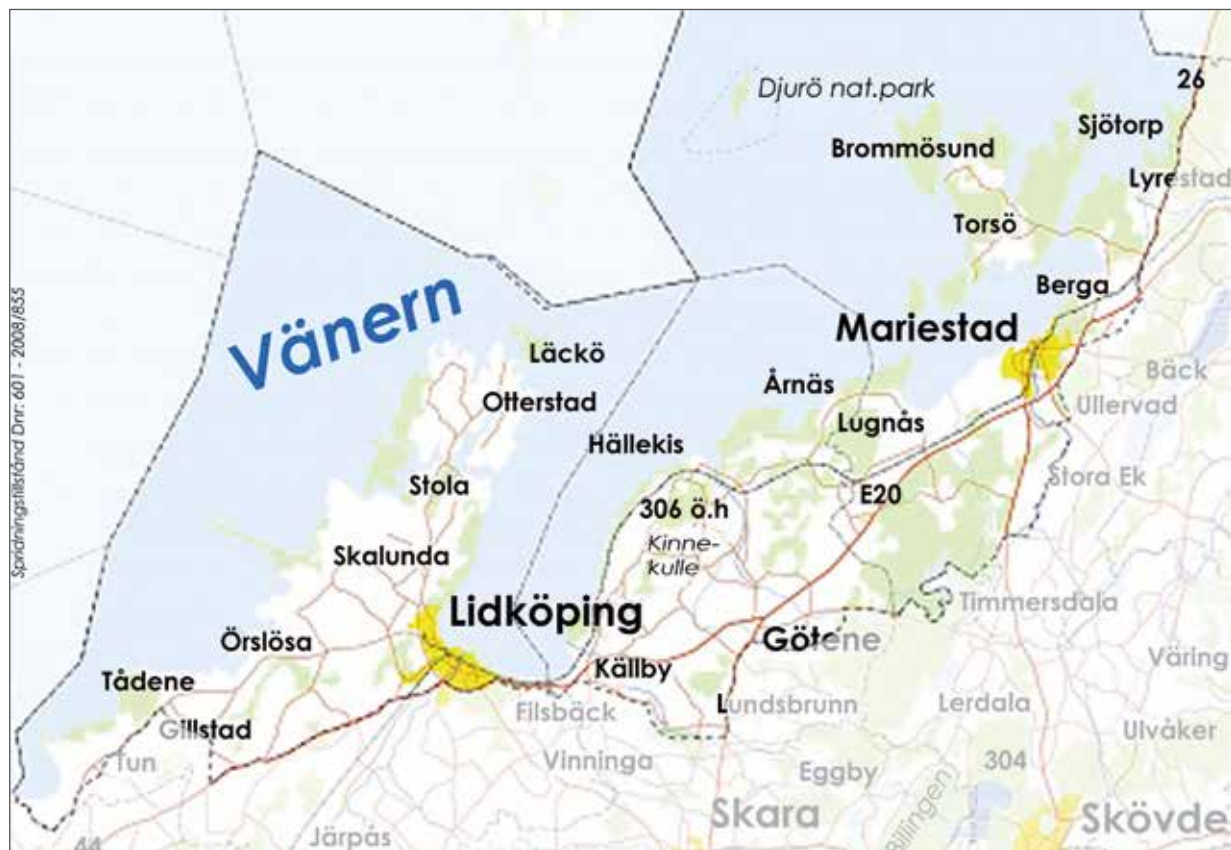 26
Djurö nat.park
Sjötorp
Brommösund
Lyrestad
Torsö
Berga
Vänern
Mariestad
Läckö
Bäck
Årnäs
Otterstad
Ullervad
Lugnås
Hällekis
Stora Ek
Stola
E20
306 ö.h
Kinne-
kulle
Skalunda
Timmersdala
Lidköping
Örslösa
Götene
Väring
Källby
Tådene
Lundsbrunn
Lerdala
Filsbäck
Gillstad
Ulvåker
Tun
Vinninga
Eggby
304
Billingen
Skara
Skövde
Järpås
44
Spridningstillstånd Dnr: 601 - 2008/855